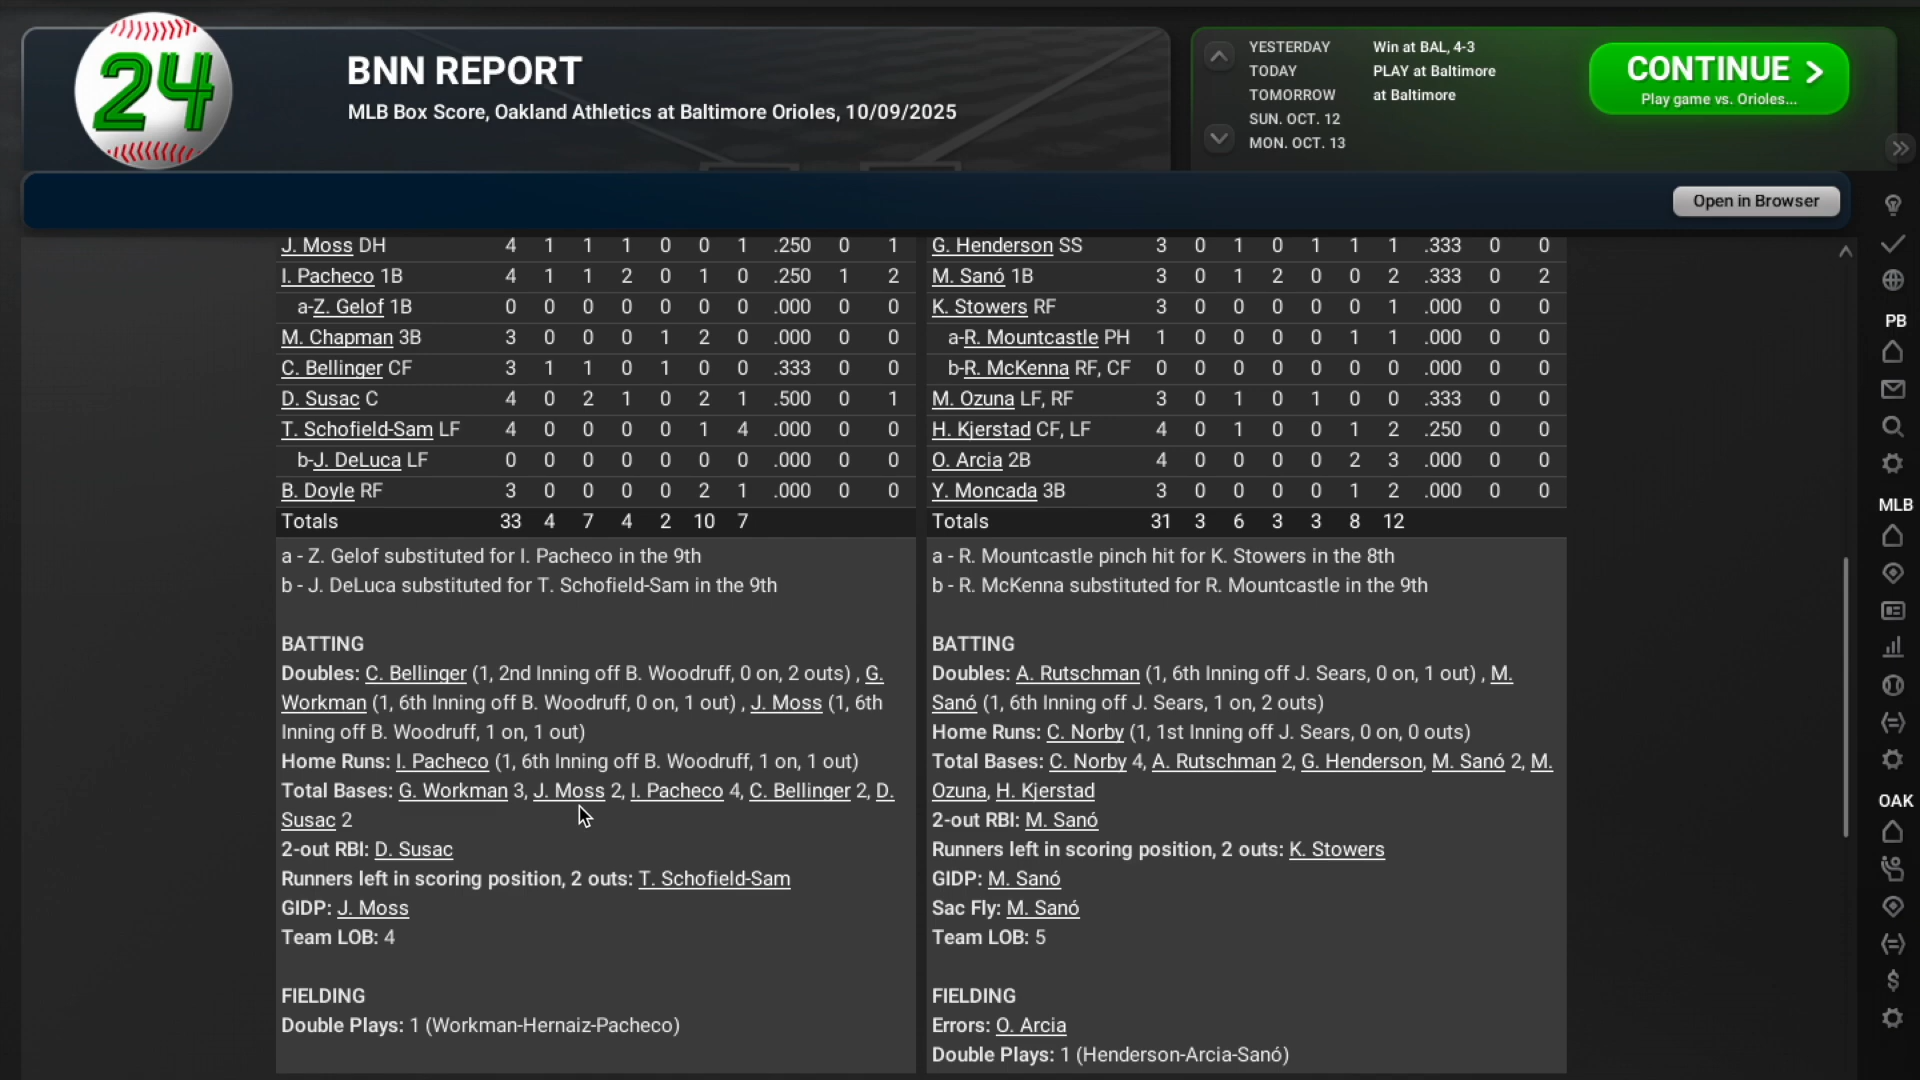 24
BNN REPORT
MLB Box Score, Oakland Athletics at Baltimore Orioles, 10/09/2025
YESTERDAY Win at BAL, 4-3
TODAY PLAY at Baltimore
TOMORROW at Baltimore
SUN. OCT. 12
MON. OCT. 13
CONTINUE
Play game vs. Orioles...
Open in Browser
J. Moss DH 4 1 1 1 0 0 1 .250 0 1
I. Pacheco 1B 4 1 1 2 0 1 0 .250 1 2
a-Z. Gelof 1B 0 0 0 0 0 0 0 .000 0 0
M. Chapman 3B 3 0 0 0 1 2 0 .000 0 0
C. Bellinger CF 3 1 1 0 1 0 0 .333 0 0
D. Susac C 4 0 2 1 0 2 1 .500 0 1
T. Schofield-Sam LF 4 0 0 0 0 1 4 .000 0 0
b-J. DeLuca LF 0 0 0 0 0 0 0 .000 0 0
B. Doyle RF 3 0 0 0 0 2 1 .000 0 0
Totals 33 4 7 4 2 10 7
a - Z. Gelof substituted for I. Pacheco in the 9th
b - J. DeLuca substituted for T. Schofield-Sam in the 9th
BATTING
Doubles: C. Bellinger (1, 2nd Inning off B. Woodruff, 0 on, 2 outs) , G.
Workman (1, 6th Inning off B. Woodruff, 0 on, 1 out) , J. Moss (1, 6th
Inning off B. Woodruff, 1 on, 1 out)
Home Runs: I. Pacheco (1, 6th Inning off B. Woodruff, 1 on, 1 out)
Total Bases: G. Workman 3, J. Moss 2, I. Pacheco 4, C. Bellinger 2, D.
Susac 2
2-out RBI: D. Susac
Runners left in scoring position, 2 outs: T. Schofield-Sam
GIDP: J. Moss
Team LOB: 4
FIELDING
Double Plays: 1 (Workman-Hernaiz-Pacheco)
G. Henderson SS 3 0 1 0 1 1 1 .333 0 0
M. Sanó 1B 3 0 1 2 0 0 2 .333 0 2
K. Stowers RF 3 0 0 0 0 0 1 .000 0 0
a-R. Mountcastle PH 1 0 0 0 0 1 1 .000 0 0
b-R. McKenna RF, CF 0 0 0 0 0 0 0 .000 0 0
M. Ozuna LF, RF 3 0 1 0 1 0 0 .333 0 0
H. Kjerstad CF, LF 4 0 1 0 0 1 2 .250 0 0
O. Arcia 2B 4 0 0 0 0 2 3 .000 0 0
Y. Moncada 3B 3 0 0 0 0 1 2 .000 0 0
Totals 31 3 6 3 3 8 12
a - R. Mountcastle pinch hit for K. Stowers in the 8th
b - R. McKenna substituted for R. Mountcastle in the 9th
BATTING
Doubles: A. Rutschman (1, 6th Inning off J. Sears, 0 on, 1 out) , M.
Sanó (1, 6th Inning off J. Sears, 1 on, 2 outs)
Home Runs: C. Norby (1, 1st Inning off J. Sears, 0 on, 0 outs)
Total Bases: C. Norby 4, A. Rutschman 2, G. Henderson, M. Sanó 2, M.
Ozuna, H. Kjerstad
2-out RBI: M. Sanó
Runners left in scoring position, 2 outs: K. Stowers
GIDP: M. Sanó
Sac Fly: M. Sanó
Team LOB: 5
FIELDING
Errors: O. Arcia
Double Plays: 1 (Henderson-Arcia-Sanó)
PB
MLB
OAK